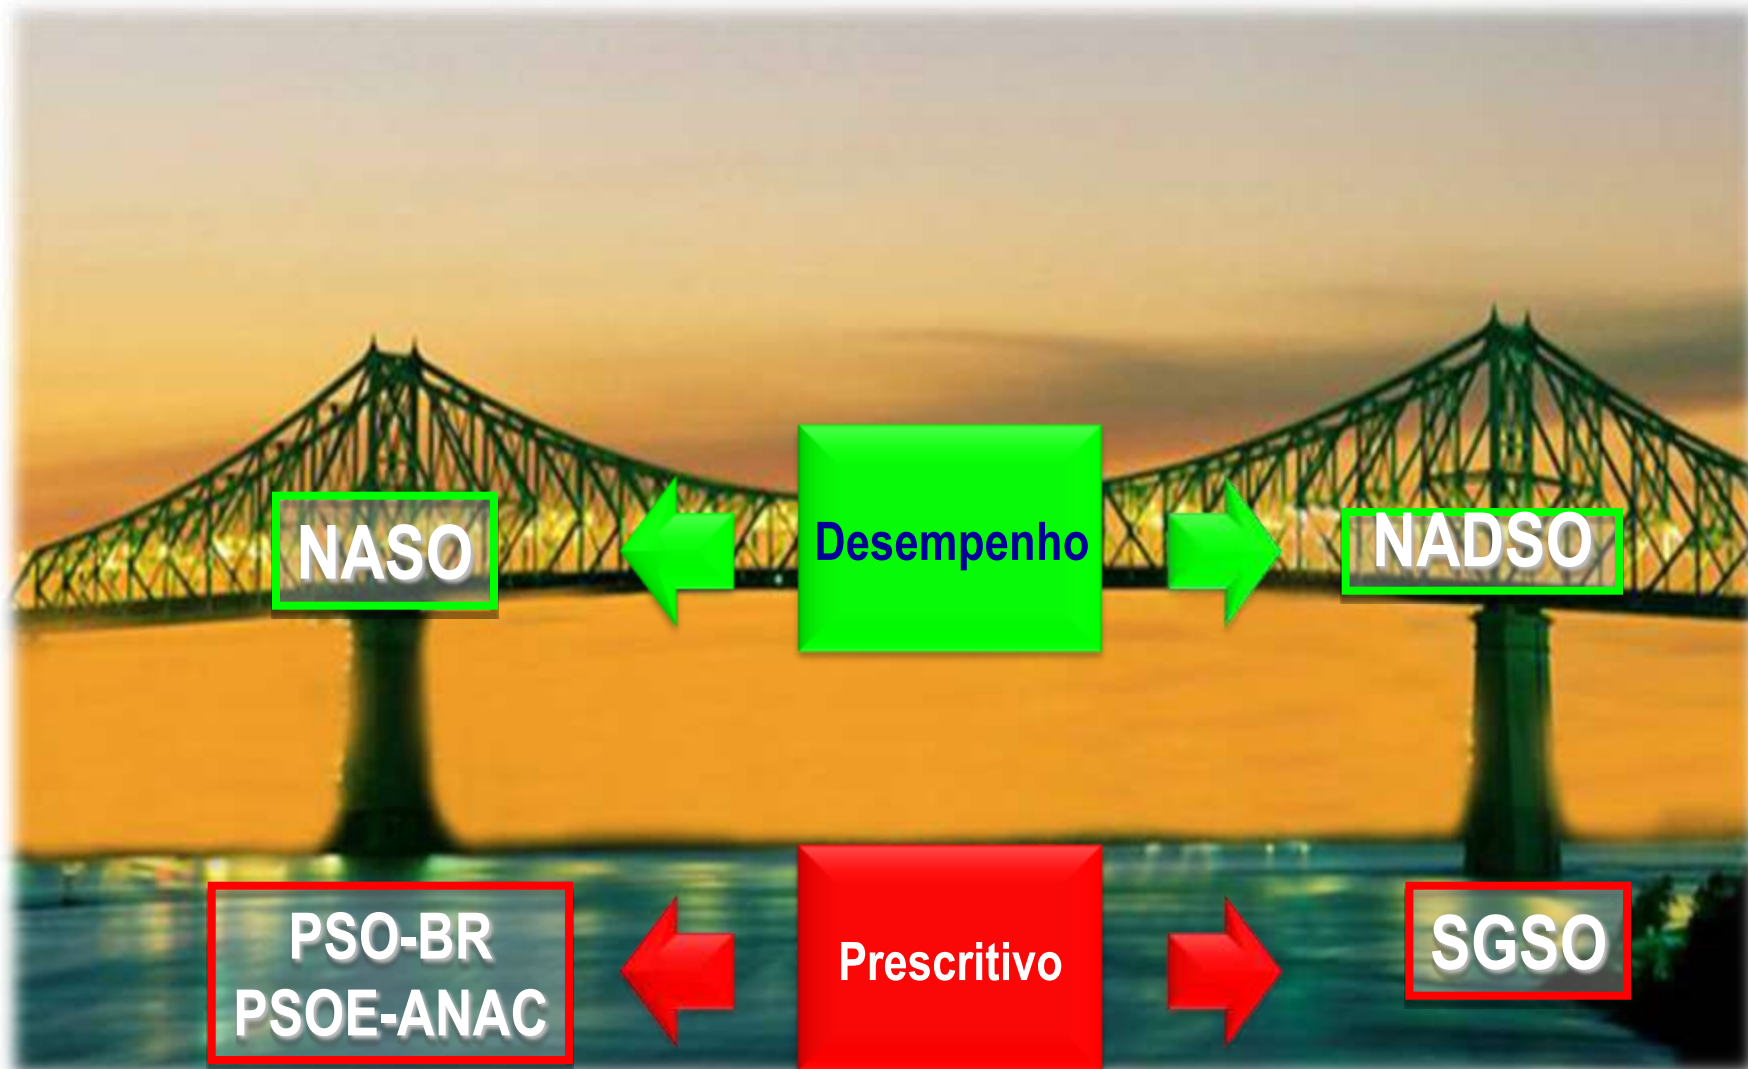 NASO
Desempenho
NADSO
PSO-BR
PSOE-ANAC
Prescritivo
SGSO